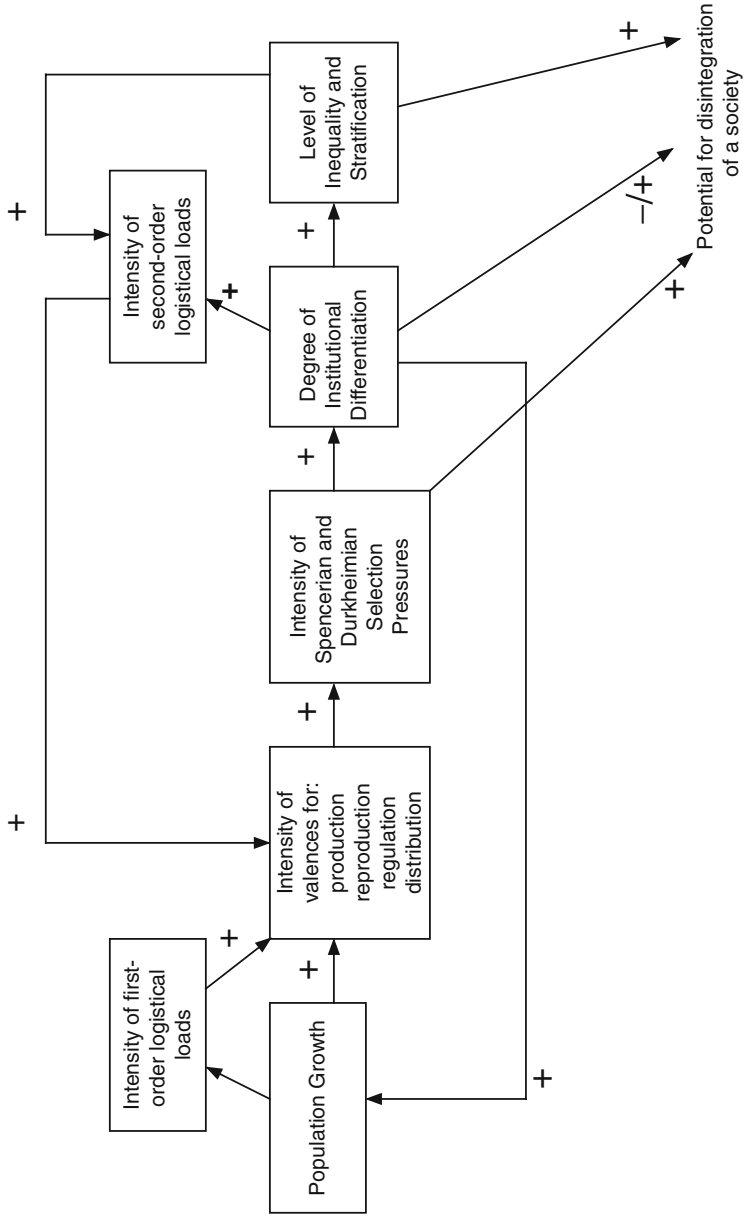 Intensity of first-
order logistical
loads
Population Growth
+
+
+
+
Intensity of
valences for:
production
reproduction
regulation
distribution
+
Intensity of
Spencerian and
Durkheimian
Selection
Pressures
+
Degree of
Institutional
Differentiation
+
+
Intensity of
second-order
logistical loads
+
Level of
Inequality and
Stratification
+
−/+
+
Potential for disintegration
of a society